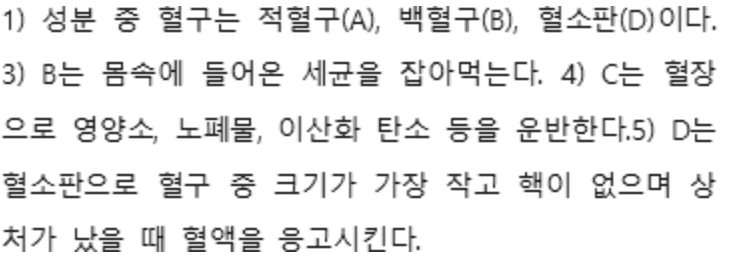 1) 성분 중 혈구는 적혈구(A), 백혈구(B), 혈소판(D)이다.
3) B는 몸속에 들어온 세균을 잡아먹는다. 4) C는 혈장
으로 영양소, 노폐물, 이산화 탄소 등을 운반한다.5) D는
혈소판으로 혈구 중 크기가 가장 작고 핵이 없으며 상
처가 났을 때 혈액을 응고시킨다.